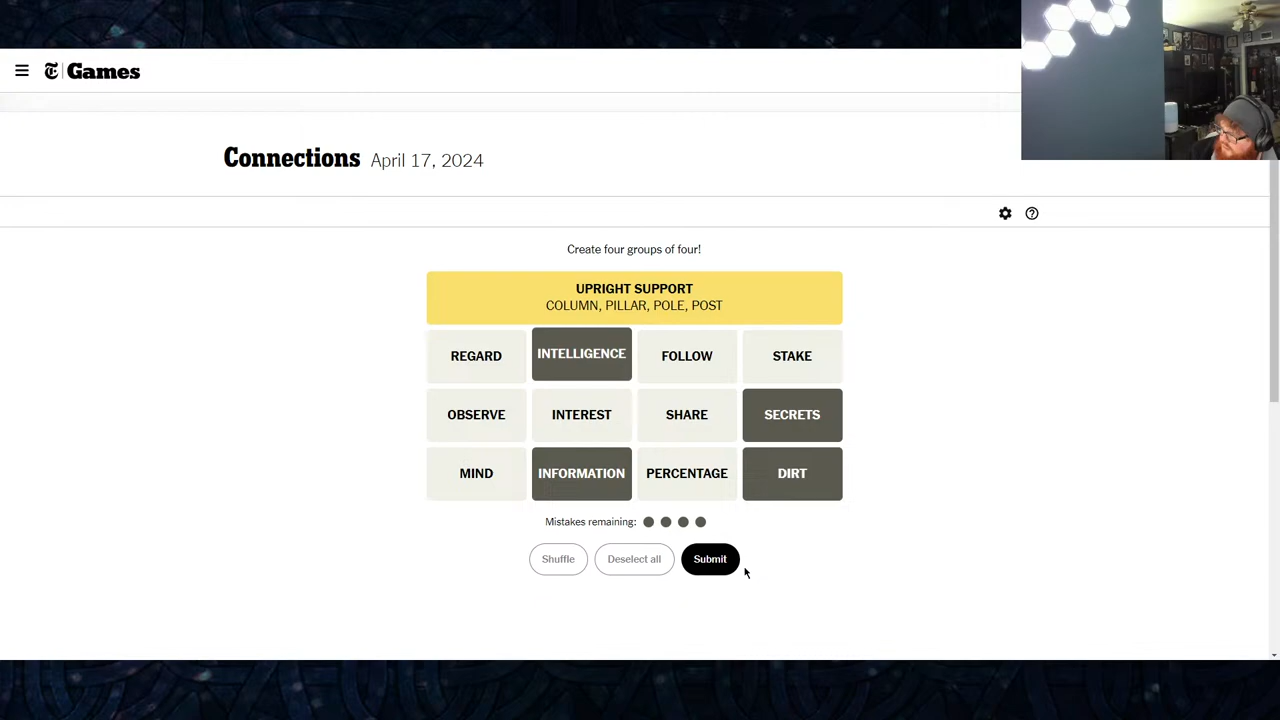 Games
Connections April 17, 2024
Create four groups of four!
UPRIGHT SUPPORT
COLUMN, PILLAR, POLE, POST
REGARD INTELLIGENCE FOLLOW STAKE
OBSERVE INTEREST SHARE SECRETS
MIND INFORMATION PERCENTAGE DIRT
Mistakes remaining:
Shuffle Deselect all Submit